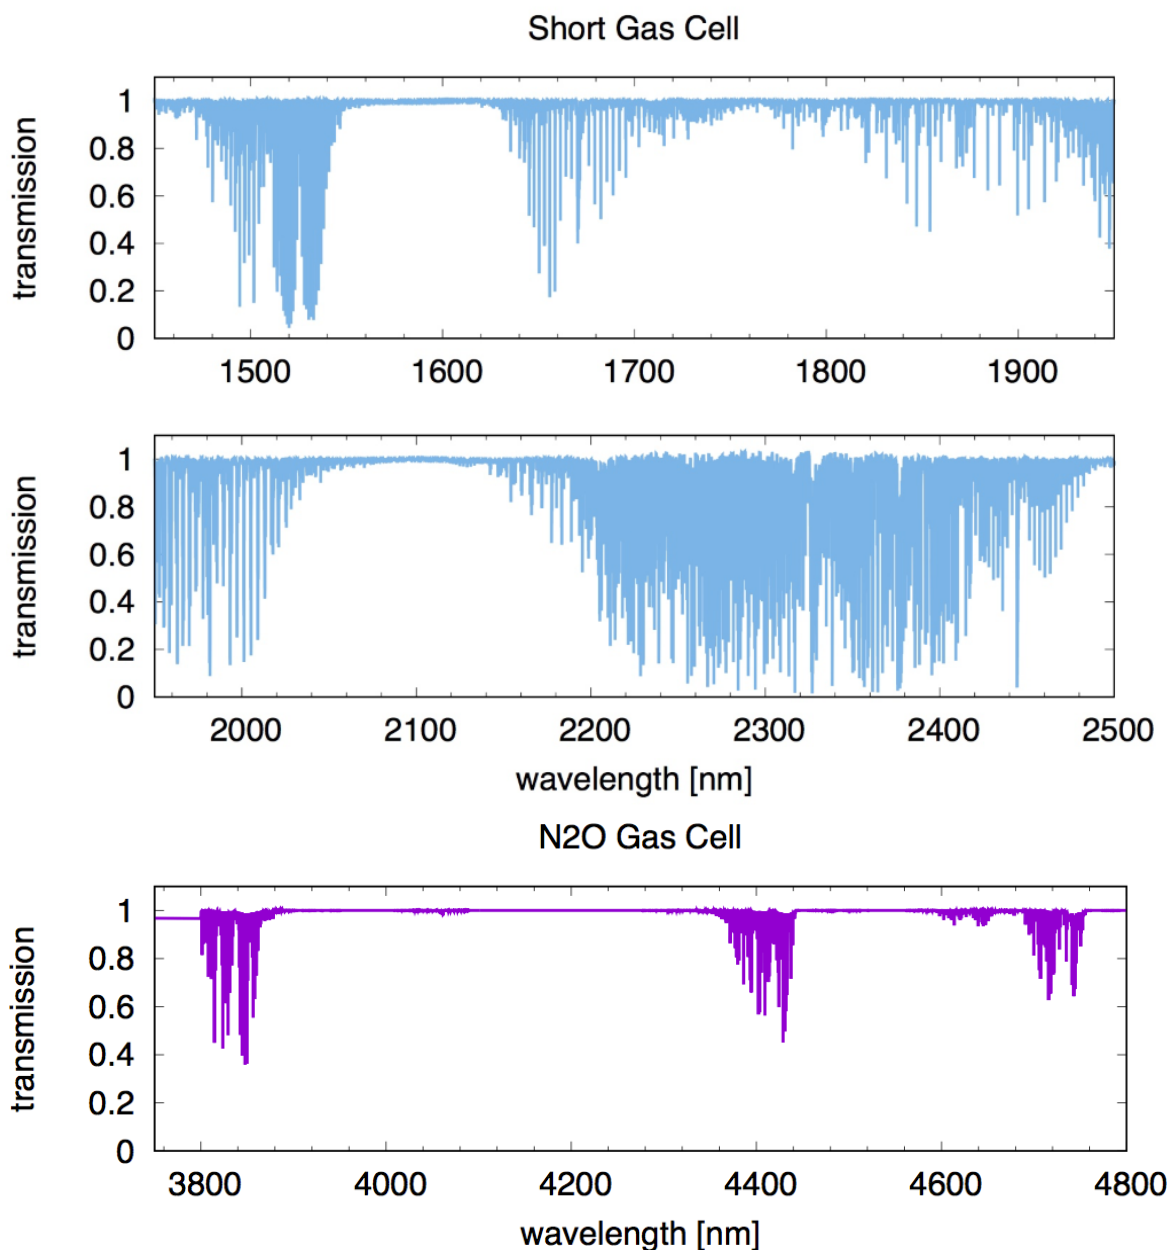 Short Gas Cell
transmission
1
0.8
0.6
0.4
0.2
0
1500 1600 1700 1800 1900
transmission
1
0.8
0.6
0.4
0.2
0
2000 2100 2200 2300 2400 2500
wavelength [nm]
N2O Gas Cell
transmission
1
0.8
0.6
0.4
0.2
0
3800 4000 4200 4400 4600 4800
wavelength [nm]